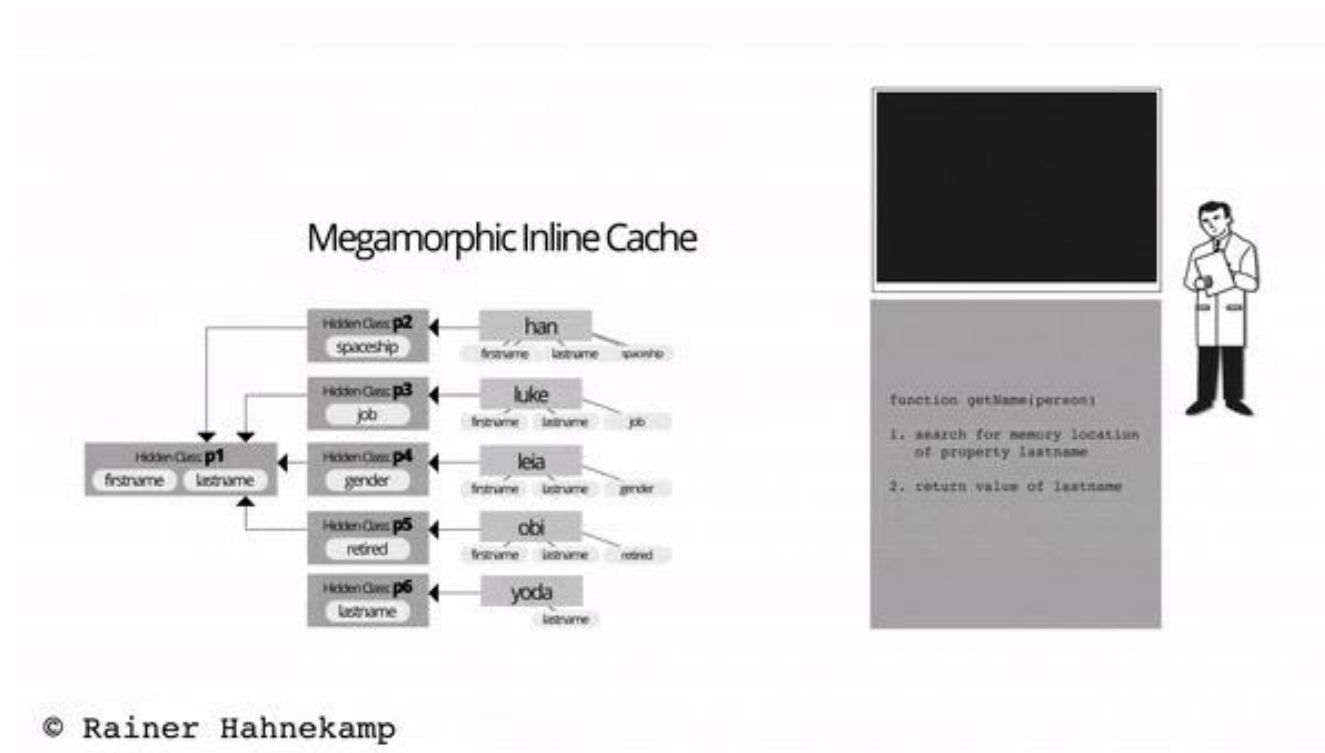 Megamorphic Inline Cache
Hidden Class: p2
spaceship
han
firstname lastname spaceship
Hidden Class: p3
job
luke
firstname lastname job
Hidden Class: p1
firstname lastname
Hidden Class: p4
gender
leia
firstname lastname gender
Hidden Class: p5
retired
obi
firstname lastname retired
Hidden Class: p6
lastname
yoda
lastname
function getName(person)
1. search for memory location
of property lastname
2. return value of lastname
© Rainer Hahnekamp